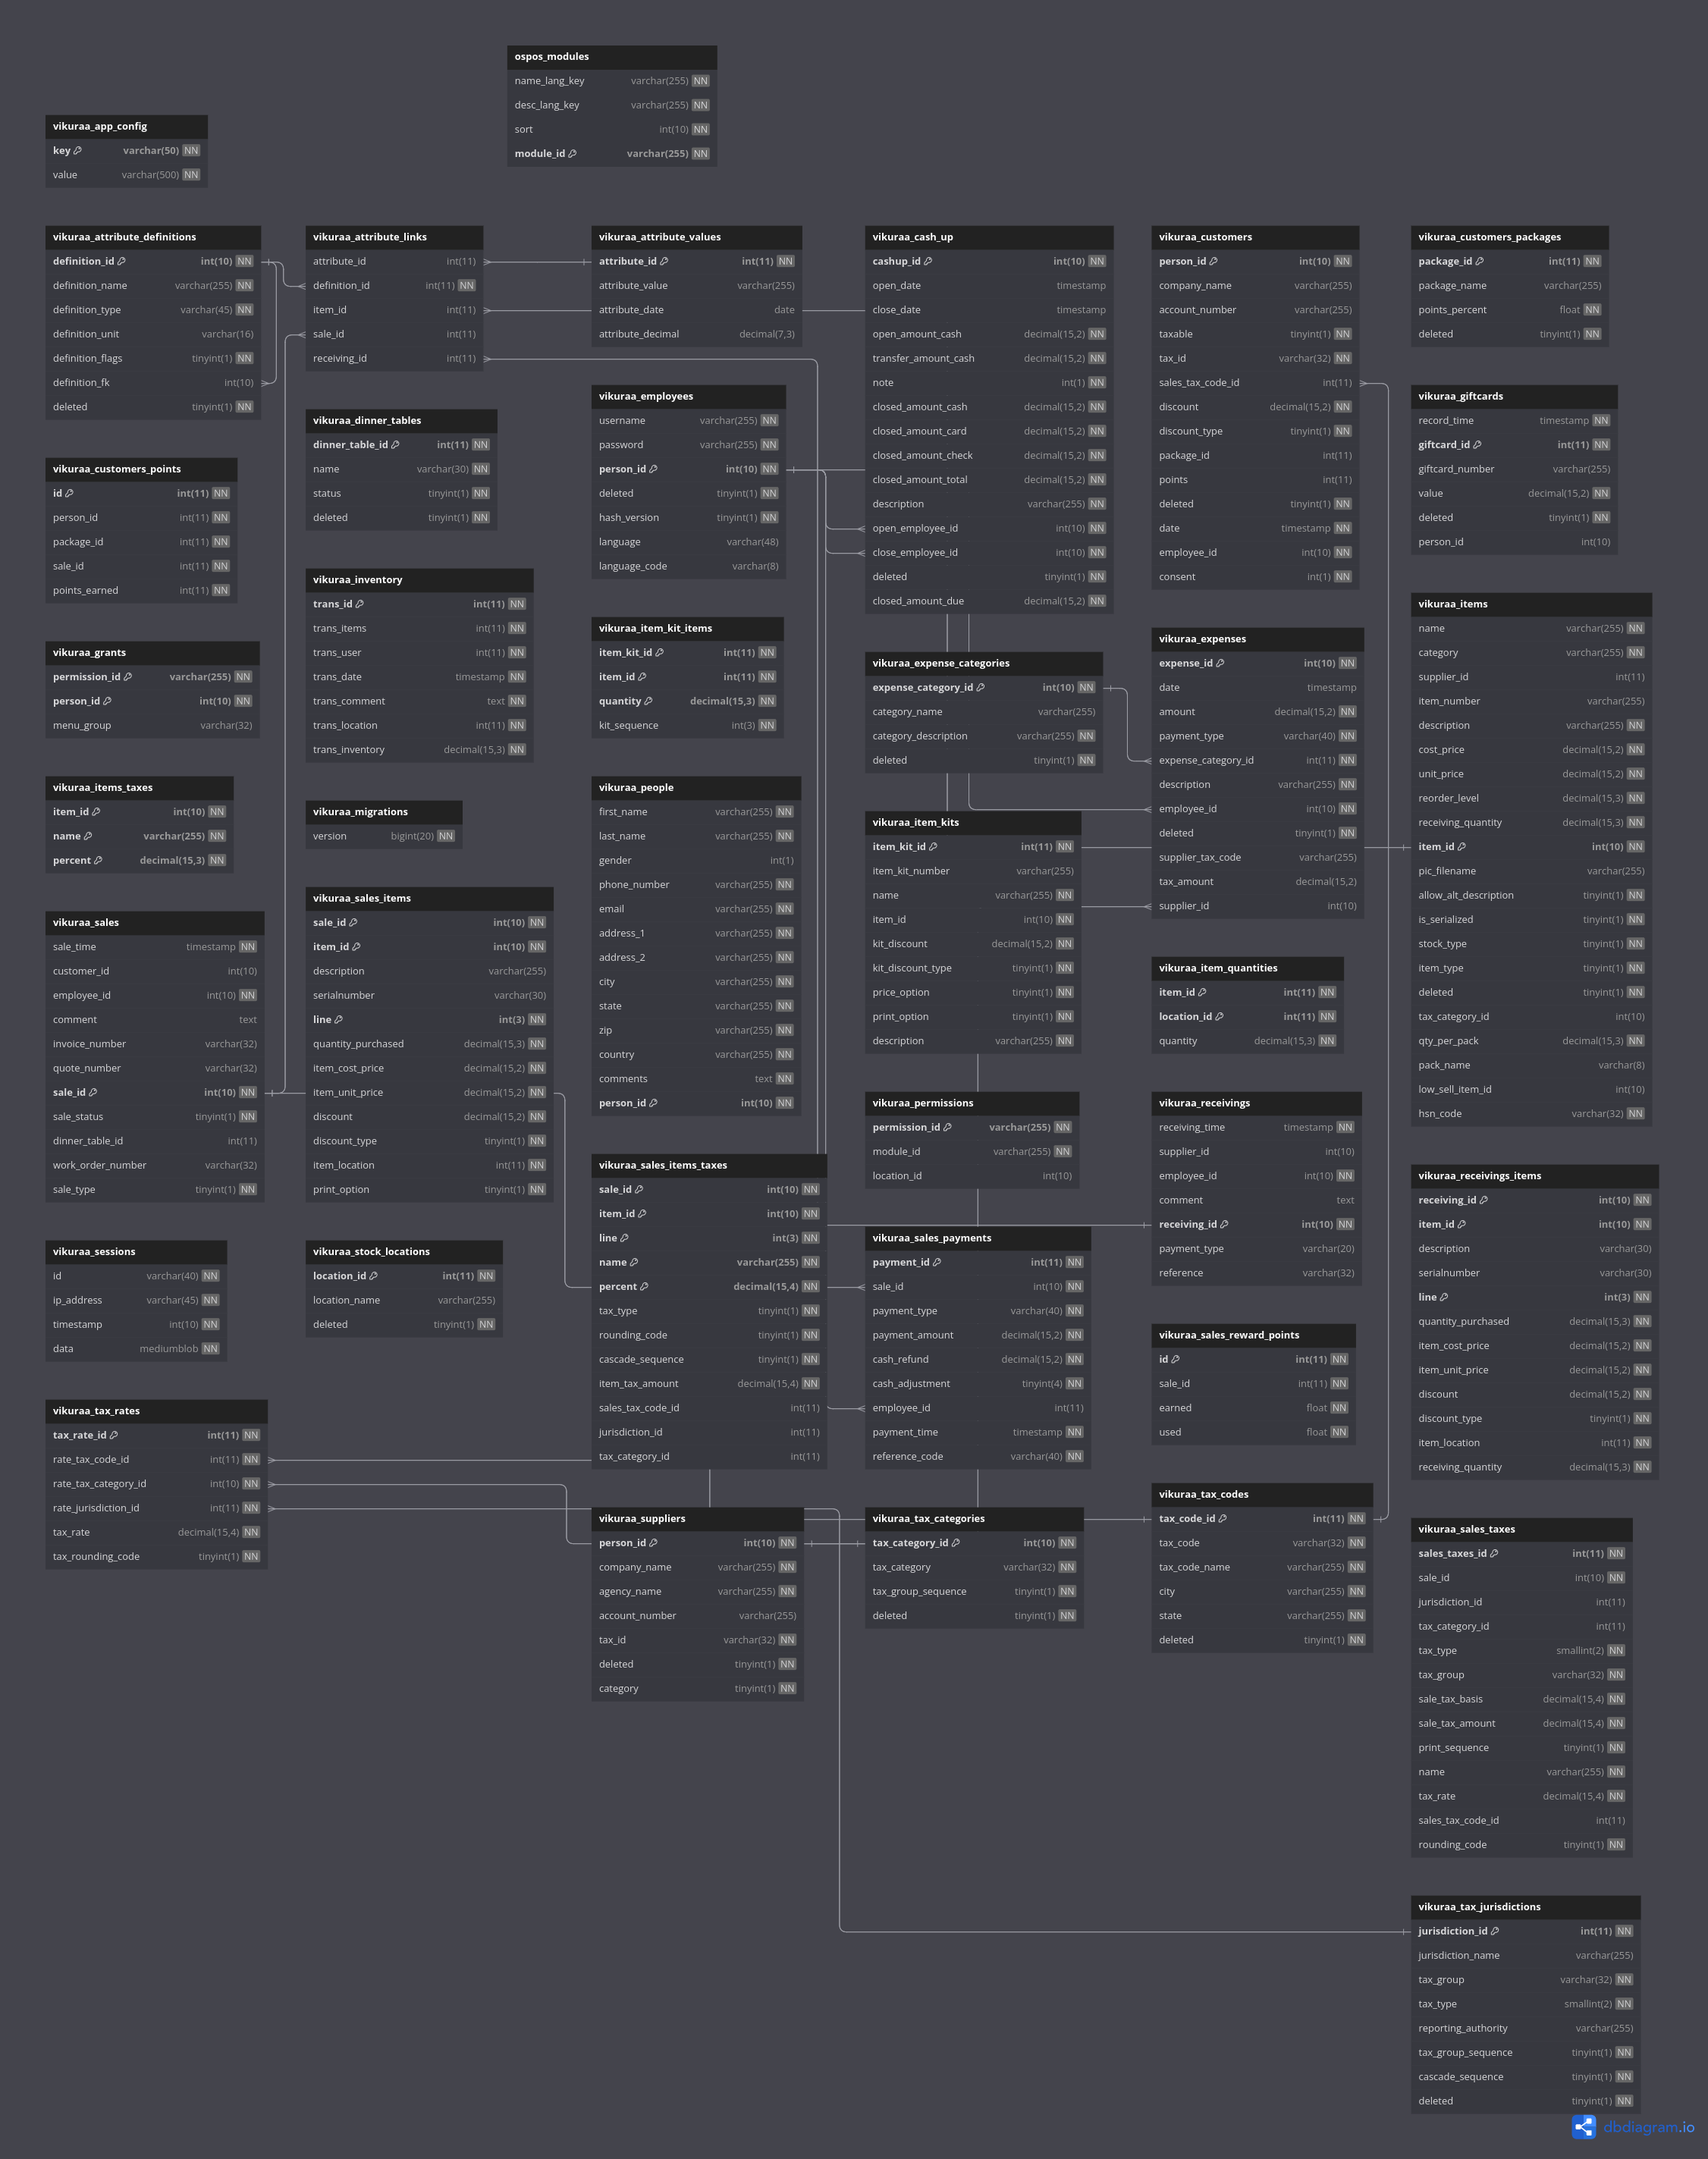 ospos_modules
name_lang_key varchar(255) NN
desc_lang_key varchar(255) NN
sort int(10) NN
module_id varchar(255) NN
vikuraa_app_config
key varchar(50) NN
value varchar(500) NN
vikuraa_attribute_definitions
definition_id int(10) NN
definition_name varchar(255) NN
definition_type varchar(45) NN
definition_unit varchar(16)
definition_flags tinyint(1) NN
definition_fk int(10)
deleted tinyint(1) NN
vikuraa_attribute_links
attribute_id int(11)
definition_id int(11) NN
item_id int(11)
sale_id int(11)
receiving_id int(11)
vikuraa_attribute_values
attribute_id int(11) NN
attribute_value varchar(255)
attribute_date date
attribute_decimal decimal(7,3)
vikuraa_cash_up
cashup_id int(10) NN
open_date timestamp
close_date timestamp
open_amount_cash decimal(15,2) NN
transfer_amount_cash decimal(15,2) NN
note int(1) NN
closed_amount_cash decimal(15,2) NN
closed_amount_card decimal(15,2) NN
closed_amount_check decimal(15,2) NN
closed_amount_total decimal(15,2) NN
description varchar(255) NN
open_employee_id int(10) NN
close_employee_id int(10) NN
deleted tinyint(1) NN
closed_amount_due decimal(15,2) NN
vikuraa_customers
person_id int(10) NN
company_name varchar(255)
account_number varchar(255)
taxable tinyint(1) NN
tax_id varchar(32) NN
sales_tax_code_id int(11)
discount decimal(15,2) NN
discount_type tinyint(1) NN
package_id int(11)
points int(11)
deleted tinyint(1) NN
date timestamp NN
employee_id int(10) NN
consent int(1) NN
vikuraa_customers_packages
package_id int(11) NN
package_name varchar(255)
points_percent float NN
deleted tinyint(1) NN
vikuraa_giftcards
record_time timestamp NN
giftcard_id int(11) NN
giftcard_number varchar(255)
value decimal(15,2) NN
deleted tinyint(1) NN
person_id int(10)
vikuraa_employees
username varchar(255) NN
password varchar(255) NN
person_id int(10) NN
deleted tinyint(1) NN
hash_version tinyint(1) NN
language varchar(48)
language_code varchar(8)
vikuraa_dinner_tables
dinner_table_id int(11) NN
name varchar(30) NN
status tinyint(1) NN
deleted tinyint(1) NN
vikuraa_customers_points
id int(11) NN
person_id int(11) NN
package_id int(11) NN
sale_id int(11) NN
points_earned int(11) NN
vikuraa_inventory
trans_id int(11) NN
trans_items int(11) NN
trans_user int(11) NN
trans_date timestamp NN
trans_comment text NN
trans_location int(11) NN
trans_inventory decimal(15,3) NN
vikuraa_item_kit_items
item_kit_id int(11) NN
item_id int(11) NN
quantity decimal(15,3) NN
kit_sequence int(3) NN
vikuraa_items
name varchar(255) NN
category varchar(255) NN
supplier_id int(11)
item_number varchar(255)
description varchar(255) NN
cost_price decimal(15,2) NN
unit_price decimal(15,2) NN
reorder_level decimal(15,3) NN
receiving_quantity decimal(15,3) NN
item_id int(10) NN
pic_filename varchar(255)
allow_alt_description tinyint(1) NN
is_serialized tinyint(1) NN
stock_type tinyint(1) NN
item_type tinyint(1) NN
deleted tinyint(1) NN
tax_category_id int(10)
qty_per_pack decimal(15,3) NN
pack_name varchar(8)
low_sell_item_id int(10)
hsn_code varchar(32) NN
vikuraa_expenses
expense_id int(10) NN
date timestamp
amount decimal(15,2) NN
payment_type varchar(40) NN
expense_category_id int(11) NN
description varchar(255) NN
employee_id int(10) NN
deleted tinyint(1) NN
supplier_tax_code varchar(255)
tax_amount decimal(15,2)
supplier_id int(10)
vikuraa_grants
permission_id varchar(255) NN
person_id int(10) NN
menu_group varchar(32)
vikuraa_expense_categories
expense_category_id int(10) NN
category_name varchar(255)
category_description varchar(255) NN
deleted tinyint(1) NN
vikuraa_items_taxes
item_id int(10) NN
name varchar(255) NN
percent decimal(15,3) NN
vikuraa_migrations
version bigint(20) NN
vikuraa_people
first_name varchar(255) NN
last_name varchar(255) NN
gender int(1)
phone_number varchar(255) NN
email varchar(255) NN
address_1 varchar(255) NN
address_2 varchar(255) NN
city varchar(255) NN
state varchar(255) NN
zip varchar(255) NN
country varchar(255) NN
comments text NN
person_id int(10) NN
vikuraa_item_kits
item_kit_id int(11) NN
item_kit_number varchar(255)
name varchar(255) NN
item_id int(10) NN
kit_discount decimal(15,2) NN
kit_discount_type tinyint(1) NN
price_option tinyint(1) NN
print_option tinyint(1) NN
description varchar(255) NN
vikuraa_sales
sale_time timestamp NN
customer_id int(10)
employee_id int(10) NN
comment text
invoice_number varchar(32)
quote_number varchar(32)
sale_id int(10) NN
sale_status tinyint(1) NN
dinner_table_id int(11)
work_order_number varchar(32)
sale_type tinyint(1) NN
vikuraa_sales_items
sale_id int(10) NN
item_id int(10) NN
description varchar(255)
serialnumber varchar(30)
line int(3) NN
quantity_purchased decimal(15,3) NN
item_cost_price decimal(15,2) NN
item_unit_price decimal(15,2) NN
discount decimal(15,2) NN
discount_type tinyint(1) NN
item_location int(11) NN
print_option tinyint(1) NN
vikuraa_item_quantities
item_id int(11) NN
location_id int(11) NN
quantity decimal(15,3) NN
vikuraa_permissions
permission_id varchar(255) NN
module_id varchar(255) NN
location_id int(10)
vikuraa_receivings
receiving_time timestamp NN
supplier_id int(10)
employee_id int(10) NN
comment text
receiving_id int(10) NN
payment_type varchar(20)
reference varchar(32)
vikuraa_receivings_items
receiving_id int(10) NN
item_id int(10) NN
description varchar(30)
serialnumber varchar(30)
line int(3) NN
quantity_purchased decimal(15,3) NN
item_cost_price decimal(15,2) NN
item_unit_price decimal(15,2) NN
discount decimal(15,2) NN
discount_type tinyint(1) NN
item_location int(11) NN
receiving_quantity decimal(15,3) NN
vikuraa_sales_items_taxes
sale_id int(10) NN
item_id int(10) NN
line int(3) NN
name varchar(255) NN
percent decimal(15,4) NN
tax_type tinyint(1) NN
rounding_code tinyint(1) NN
cascade_sequence tinyint(1) NN
item_tax_amount decimal(15,4) NN
sales_tax_code_id int(11)
jurisdiction_id int(11)
tax_category_id int(11)
vikuraa_sales_payments
payment_id int(11) NN
sale_id int(10) NN
payment_type varchar(40) NN
payment_amount decimal(15,2) NN
cash_refund decimal(15,2) NN
cash_adjustment tinyint(4) NN
employee_id int(11)
payment_time timestamp NN
reference_code varchar(40) NN
vikuraa_sessions
id varchar(40) NN
ip_address varchar(45) NN
timestamp int(10) NN
data mediumblob NN
vikuraa_stock_locations
location_id int(11) NN
location_name varchar(255)
deleted tinyint(1) NN
vikuraa_sales_reward_points
id int(11) NN
sale_id int(11) NN
earned float NN
used float NN
vikuraa_tax_rates
tax_rate_id int(11) NN
rate_tax_code_id int(11) NN
rate_tax_category_id int(10) NN
rate_jurisdiction_id int(11) NN
tax_rate decimal(15,4) NN
tax_rounding_code tinyint(1) NN
vikuraa_suppliers
person_id int(10) NN
company_name varchar(255) NN
agency_name varchar(255) NN
account_number varchar(255)
tax_id varchar(32) NN
deleted tinyint(1) NN
category tinyint(1) NN
vikuraa_tax_categories
tax_category_id int(10) NN
tax_category varchar(32) NN
tax_group_sequence tinyint(1) NN
deleted tinyint(1) NN
vikuraa_tax_codes
tax_code_id int(11) NN
tax_code varchar(32) NN
tax_code_name varchar(255) NN
city varchar(255) NN
state varchar(255) NN
deleted tinyint(1) NN
vikuraa_sales_taxes
sales_taxes_id int(11) NN
sale_id int(10) NN
jurisdiction_id int(11)
tax_category_id int(11)
tax_type smallint(2) NN
tax_group varchar(32) NN
sale_tax_basis decimal(15,4) NN
sale_tax_amount decimal(15,4) NN
print_sequence tinyint(1) NN
name varchar(255) NN
tax_rate decimal(15,4) NN
sales_tax_code_id int(11)
rounding_code tinyint(1) NN
vikuraa_tax_jurisdictions
jurisdiction_id int(11) NN
jurisdiction_name varchar(255)
tax_group varchar(32) NN
tax_type smallint(2) NN
reporting_authority varchar(255)
tax_group_sequence tinyint(1) NN
cascade_sequence tinyint(1) NN
deleted tinyint(1) NN
dbdiagram.io